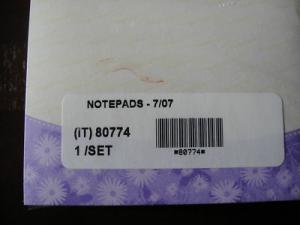 NOTEPADS - 7/07
(IT) 80774
1 /SET
*80774*